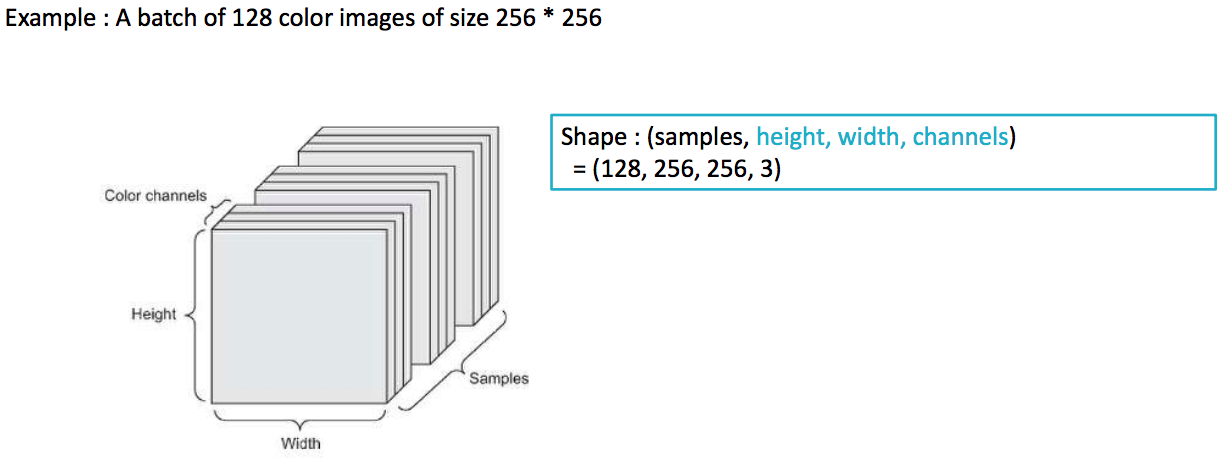 Example : A batch of 128 color images of size 256 * 256
Shape : (samples, height, width, channels)
= (128, 256, 256, 3)
Color channels
Height
Samples
Width